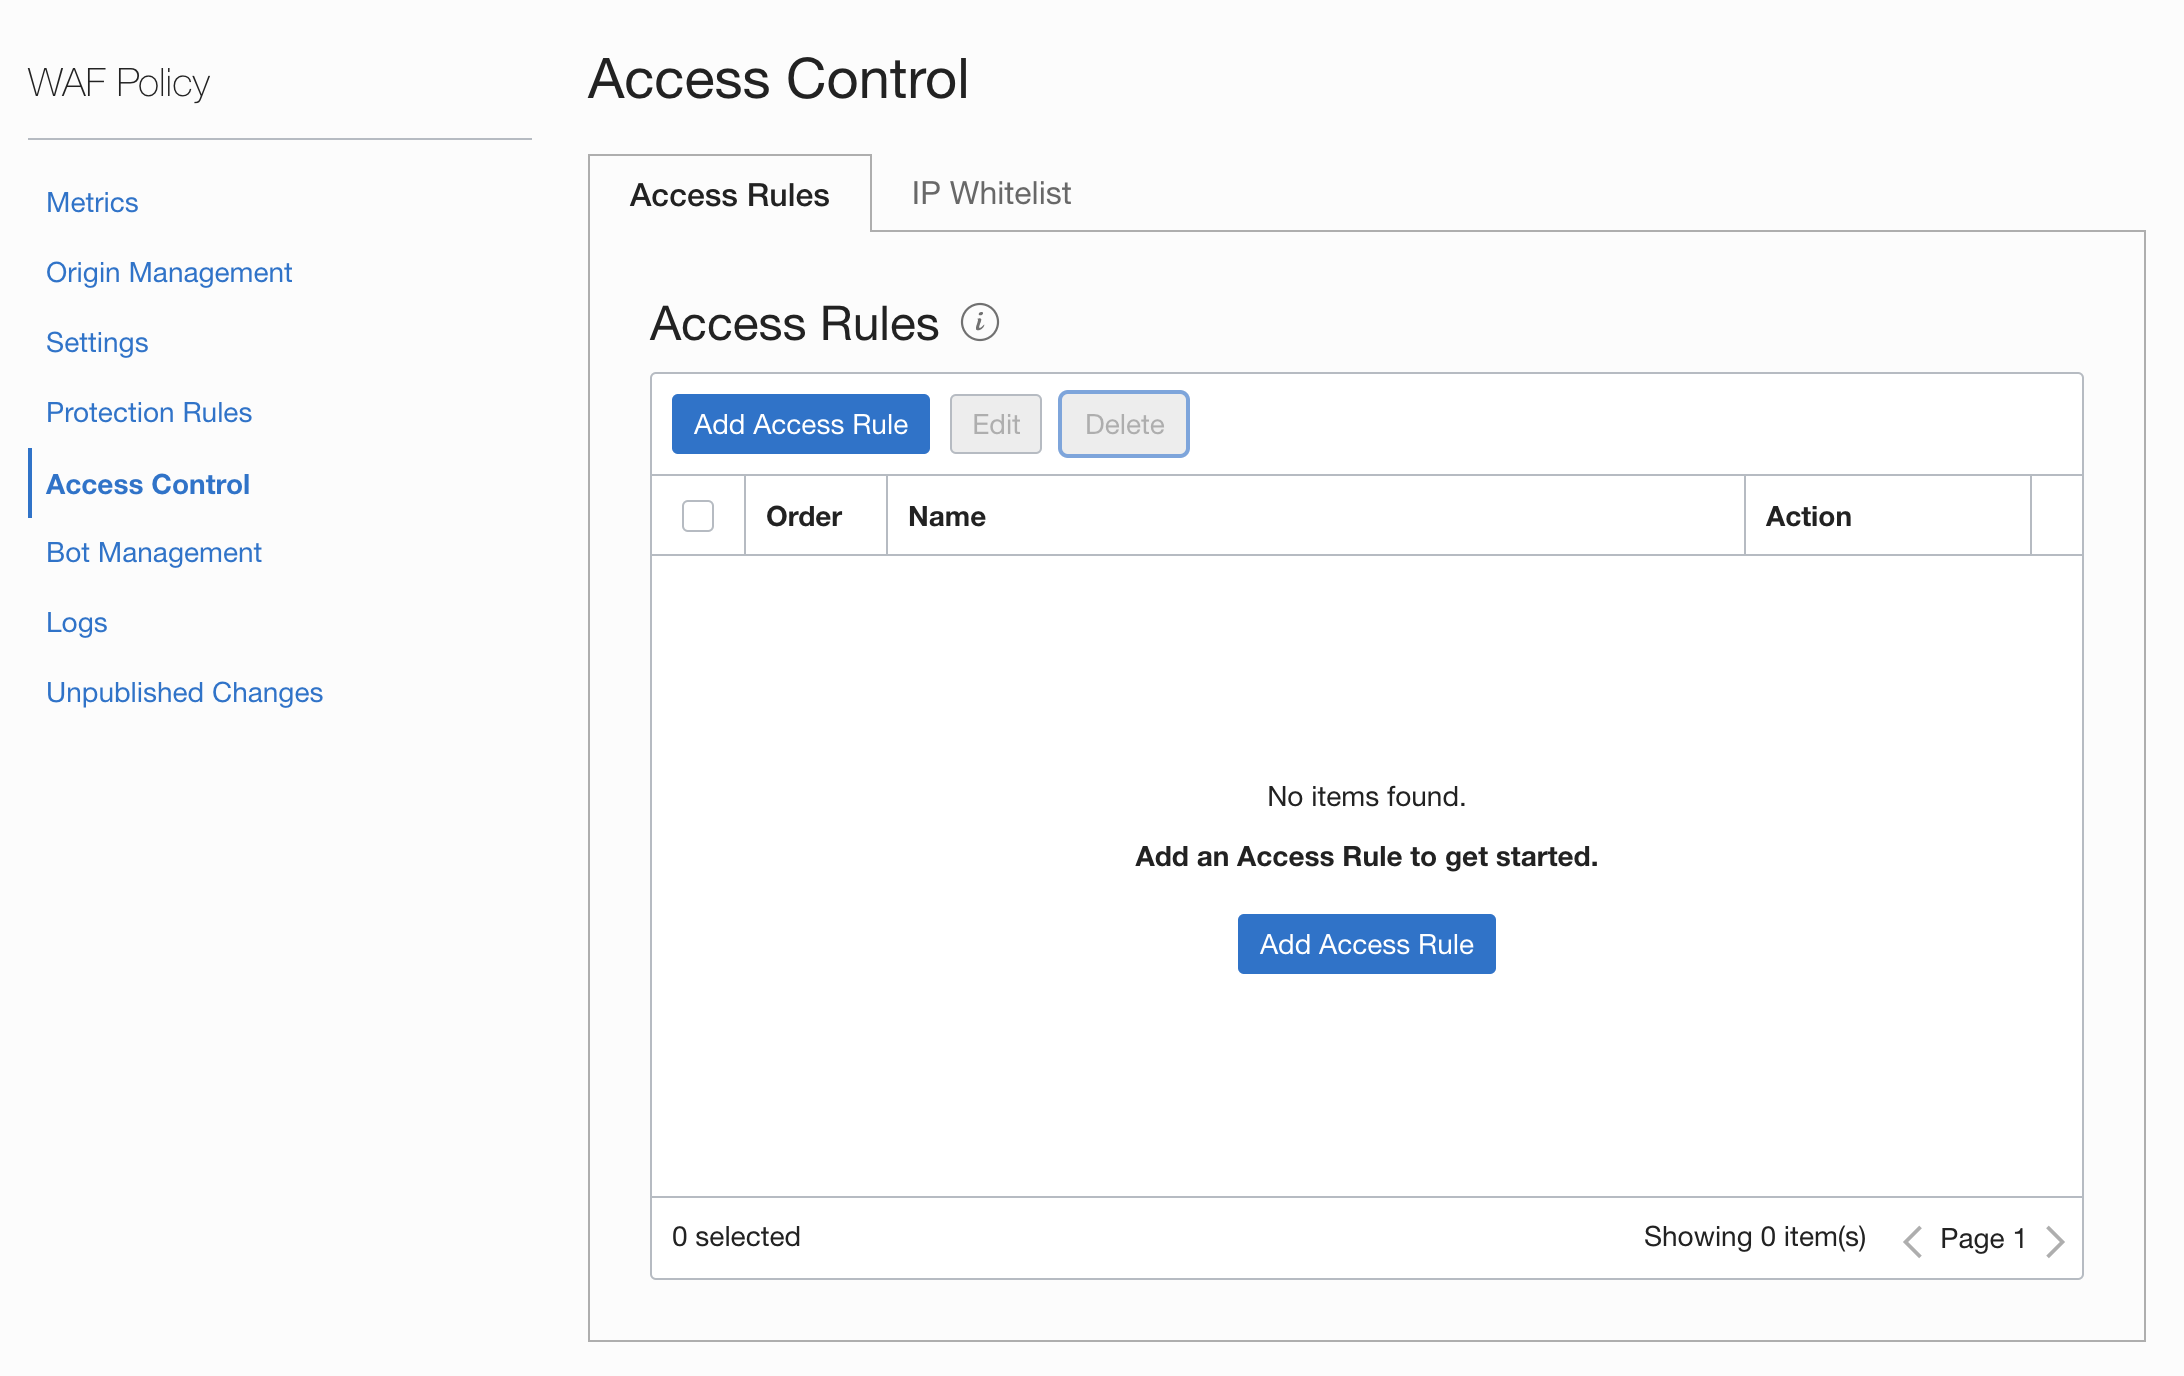 WAF Policy
Metrics
Origin Management
Settings
Protection Rules
Access Control
Bot Management
Logs
Unpublished Changes
Access Control
Access Rules
IP Whitelist
Access Rules i
Add Access Rule
Edit
Delete
Order
Name
Action
No items found.
Add an Access Rule to get started.
Add Access Rule
0 selected
Showing 0 item(s)
Page 1